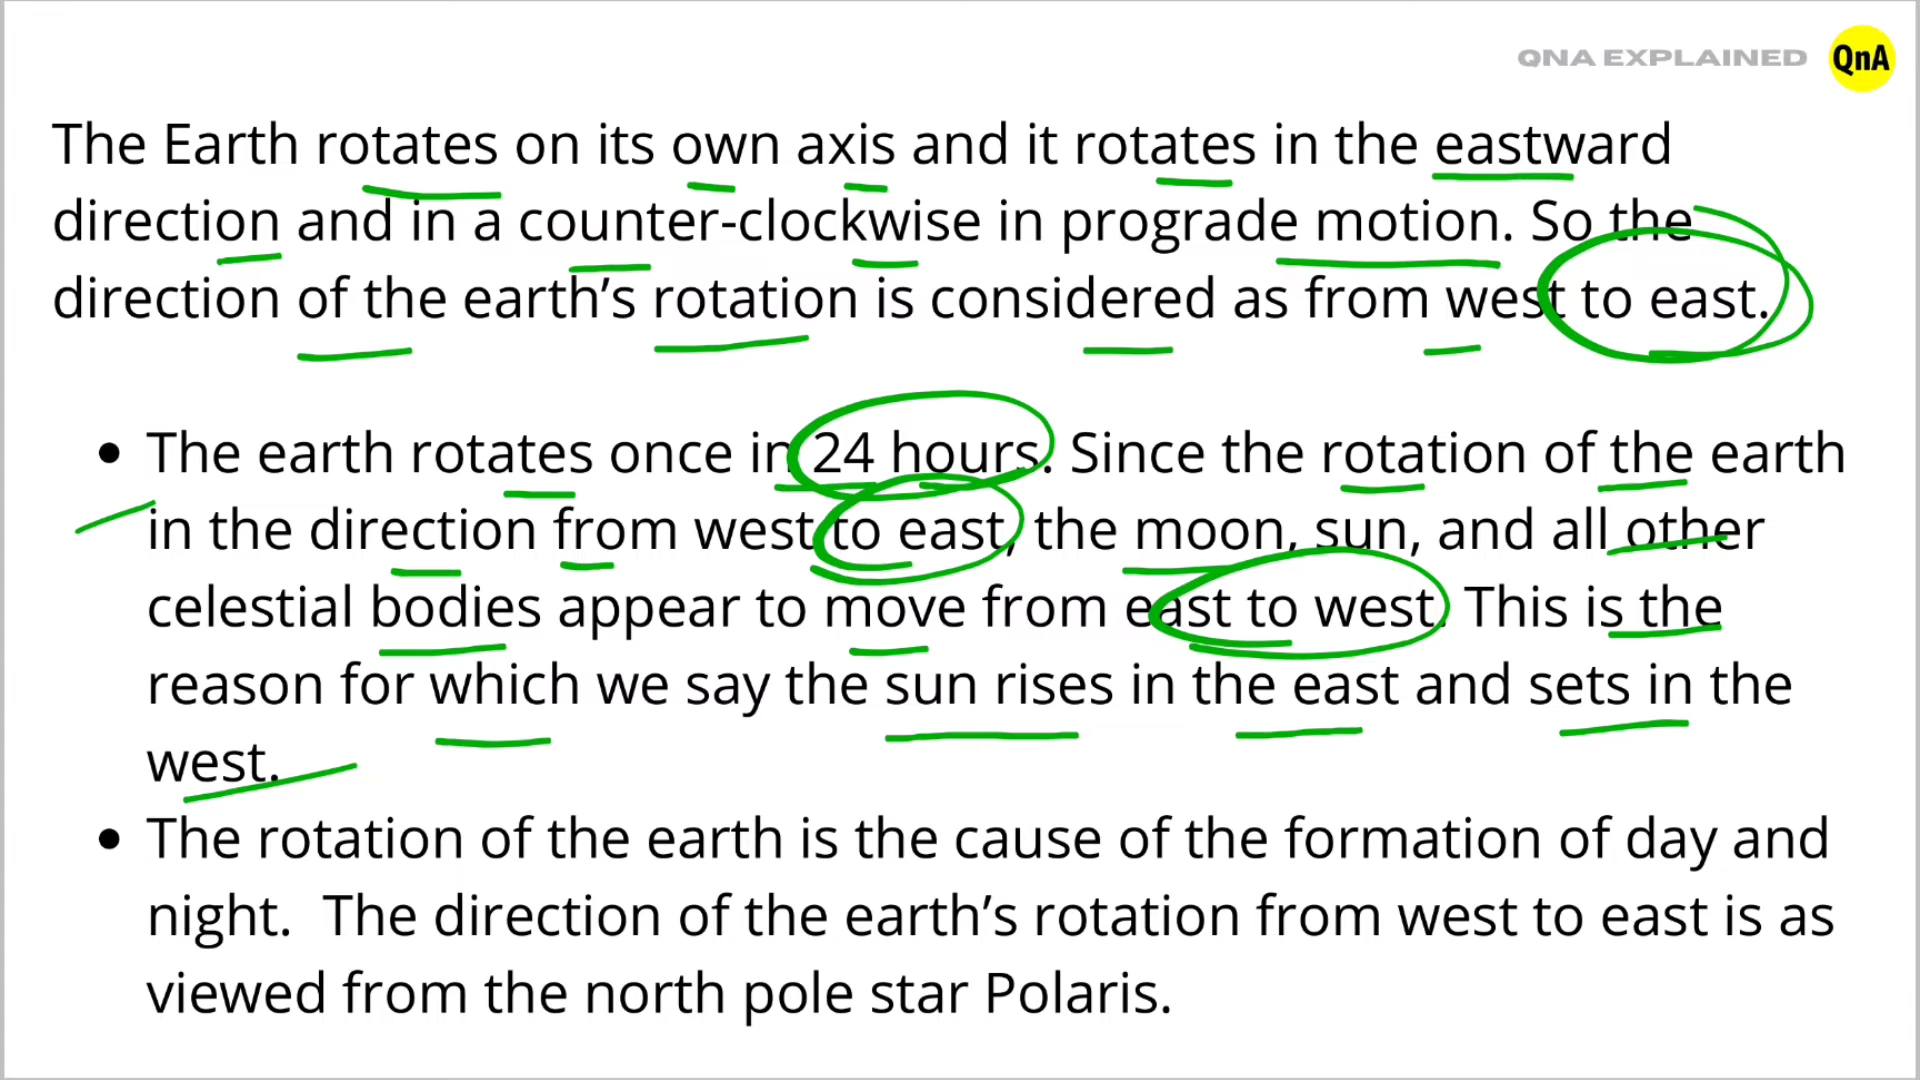 QNA EXPLAINED
QnA
The Earth rotates on its own axis and it rotates in the eastward
direction and in a counter-clockwise in prograde motion. So the
direction of the earth’s rotation is considered as from west to east.
• The earth rotates once in 24 hours. Since the rotation of the earth
in the direction from west to east, the moon, sun, and all other
celestial bodies appear to move from east to west. This is the
reason for which we say the sun rises in the east and sets in the
west.
• The rotation of the earth is the cause of the formation of day and
night.  The direction of the earth’s rotation from west to east is as
viewed from the north pole star Polaris.